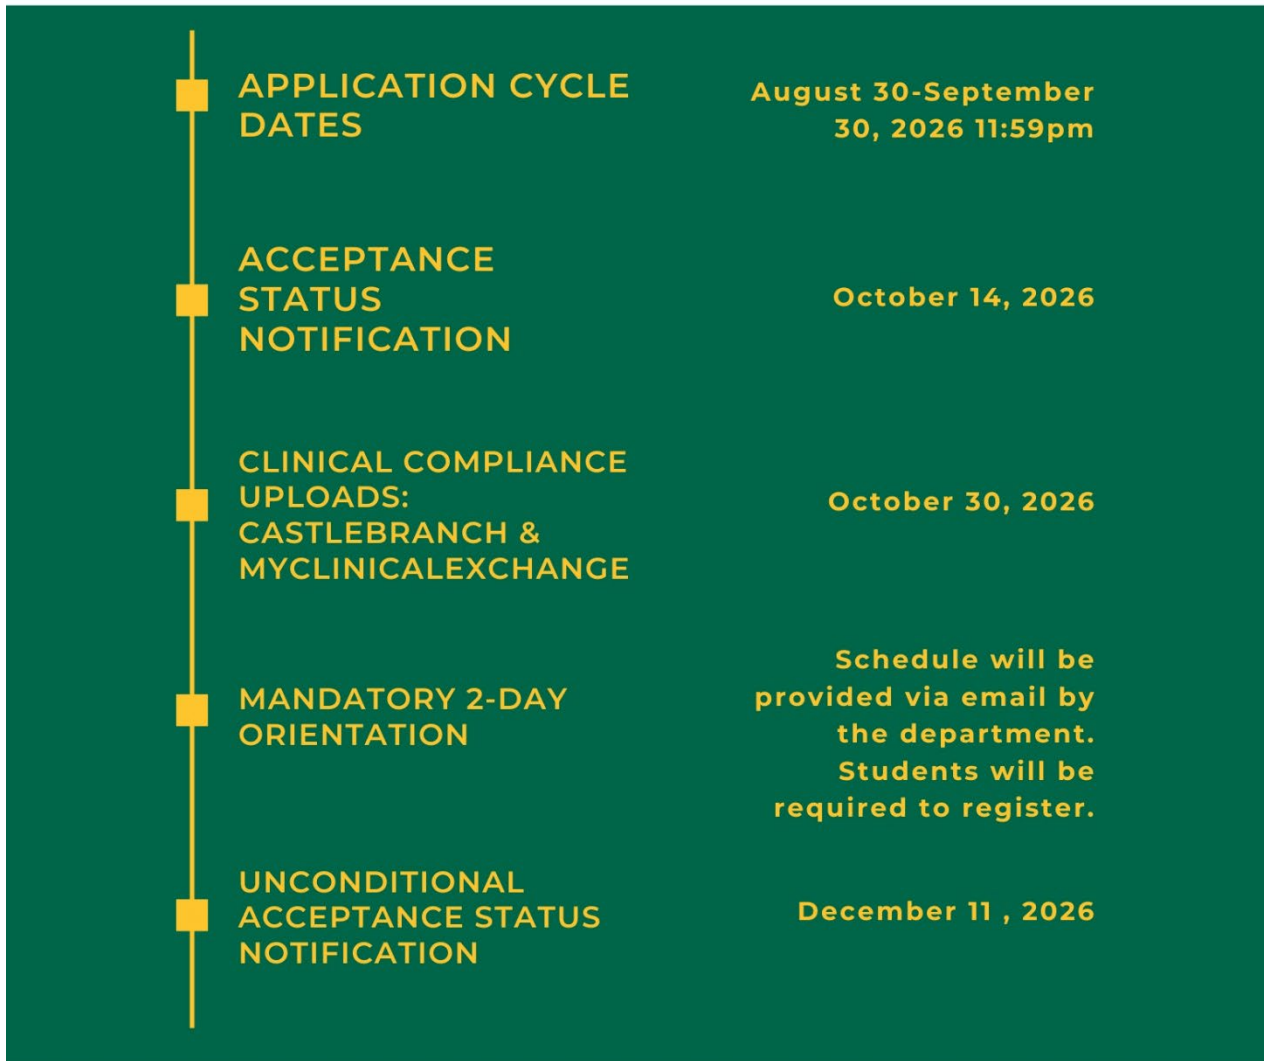 APPLICATION CYCLE
DATES
August 30-September
30, 2026 11:59pm
ACCEPTANCE
STATUS
NOTIFICATION
October 14, 2026
CLINICAL COMPLIANCE
UPLOADS:
CASTLEBRANCH &
MYCLINICALEXCHANGE
October 30, 2026
MANDATORY 2-DAY
ORIENTATION
Schedule will be
provided via email by
the department.
Students will be
required to register.
UNCONDITIONAL
ACCEPTANCE STATUS
NOTIFICATION
December 11 , 2026